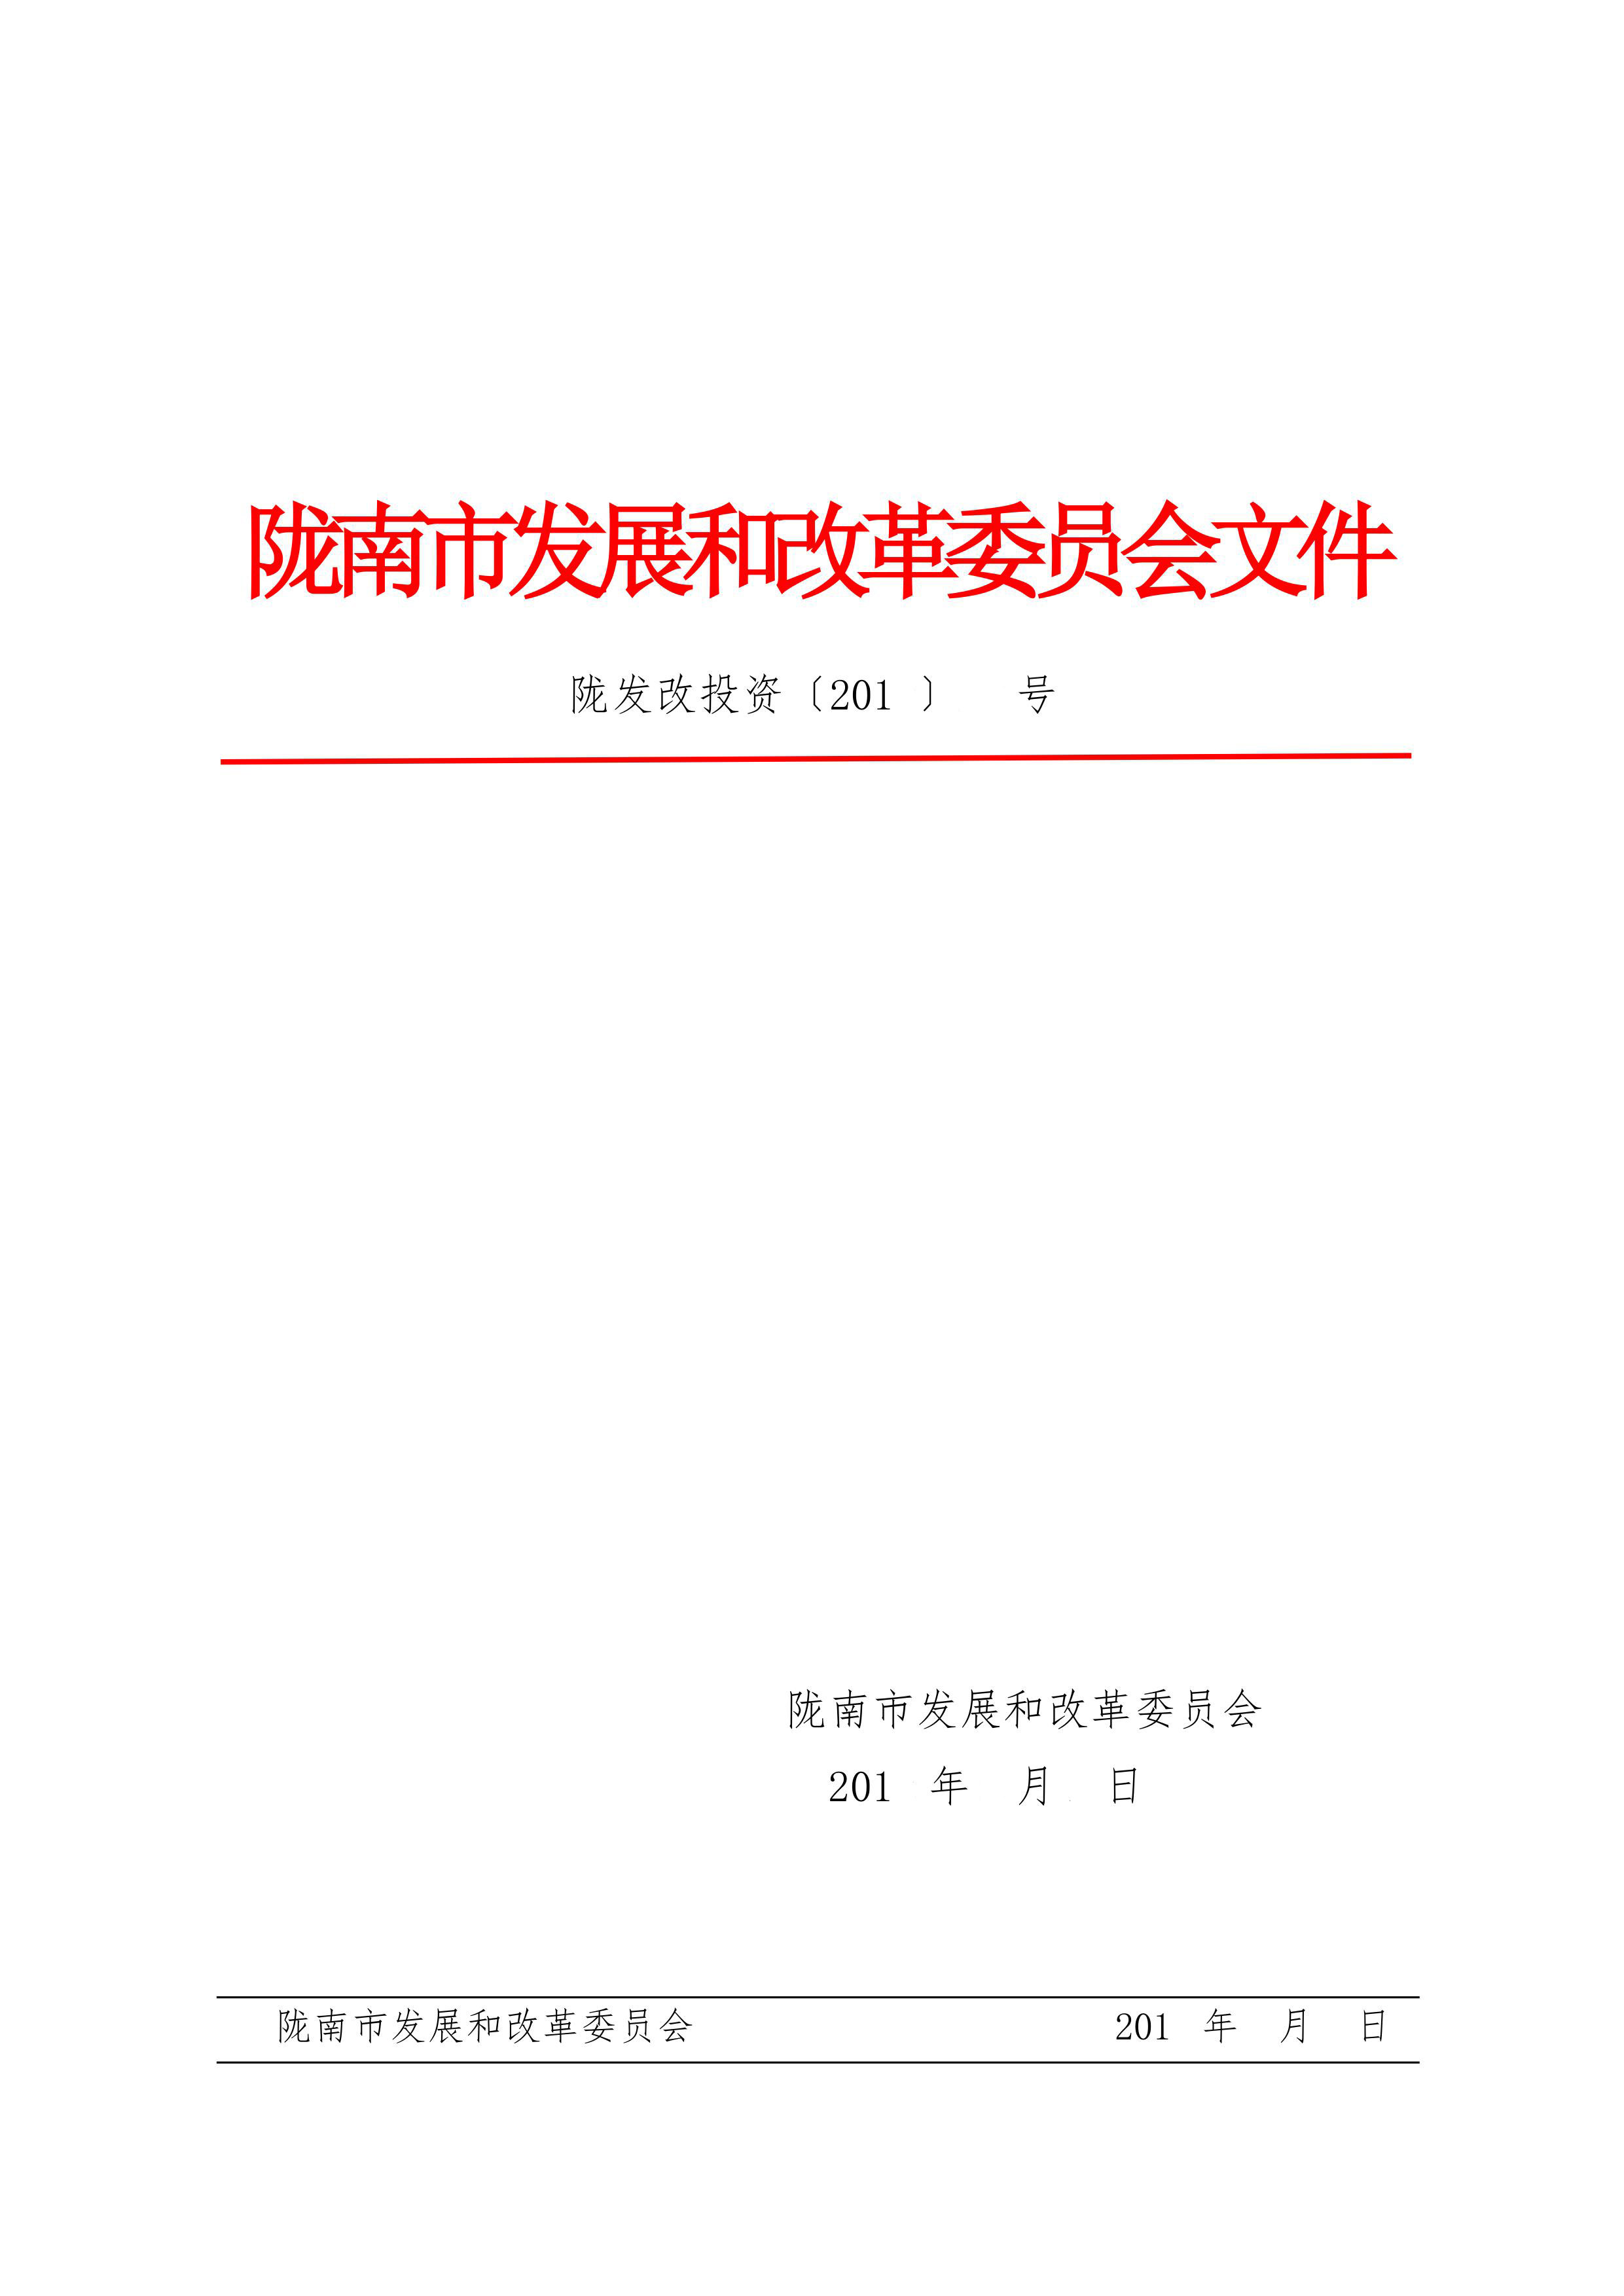 陇南市发展和改革委员会文件
陇发改投资〔201 〕 号
陇南市发展和改革委员会
201 年 月 日
陇南市发展和改革委员会 201 年 月 日